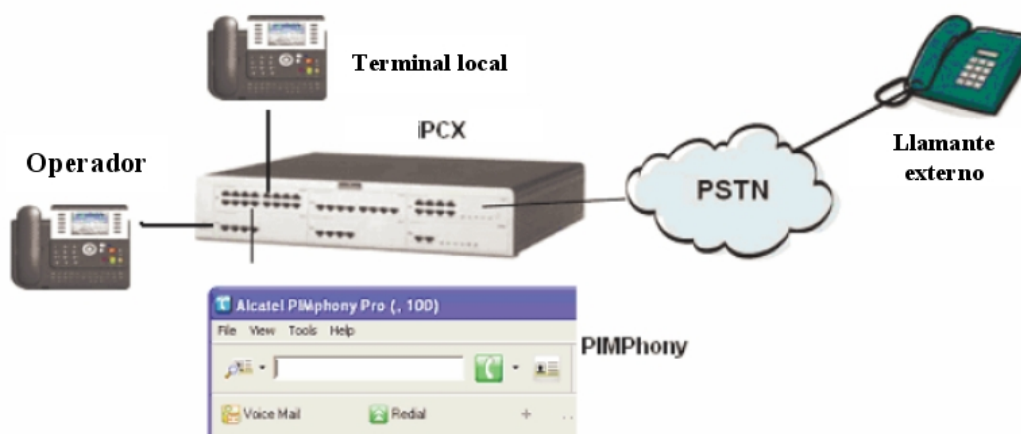 Terminal local
iPCX
Operador
Llamante
externo
PSTN
Alcatel PIMphony Pro (, 100)
File View Tools Help
PIMPhony
Voice Mail Redial